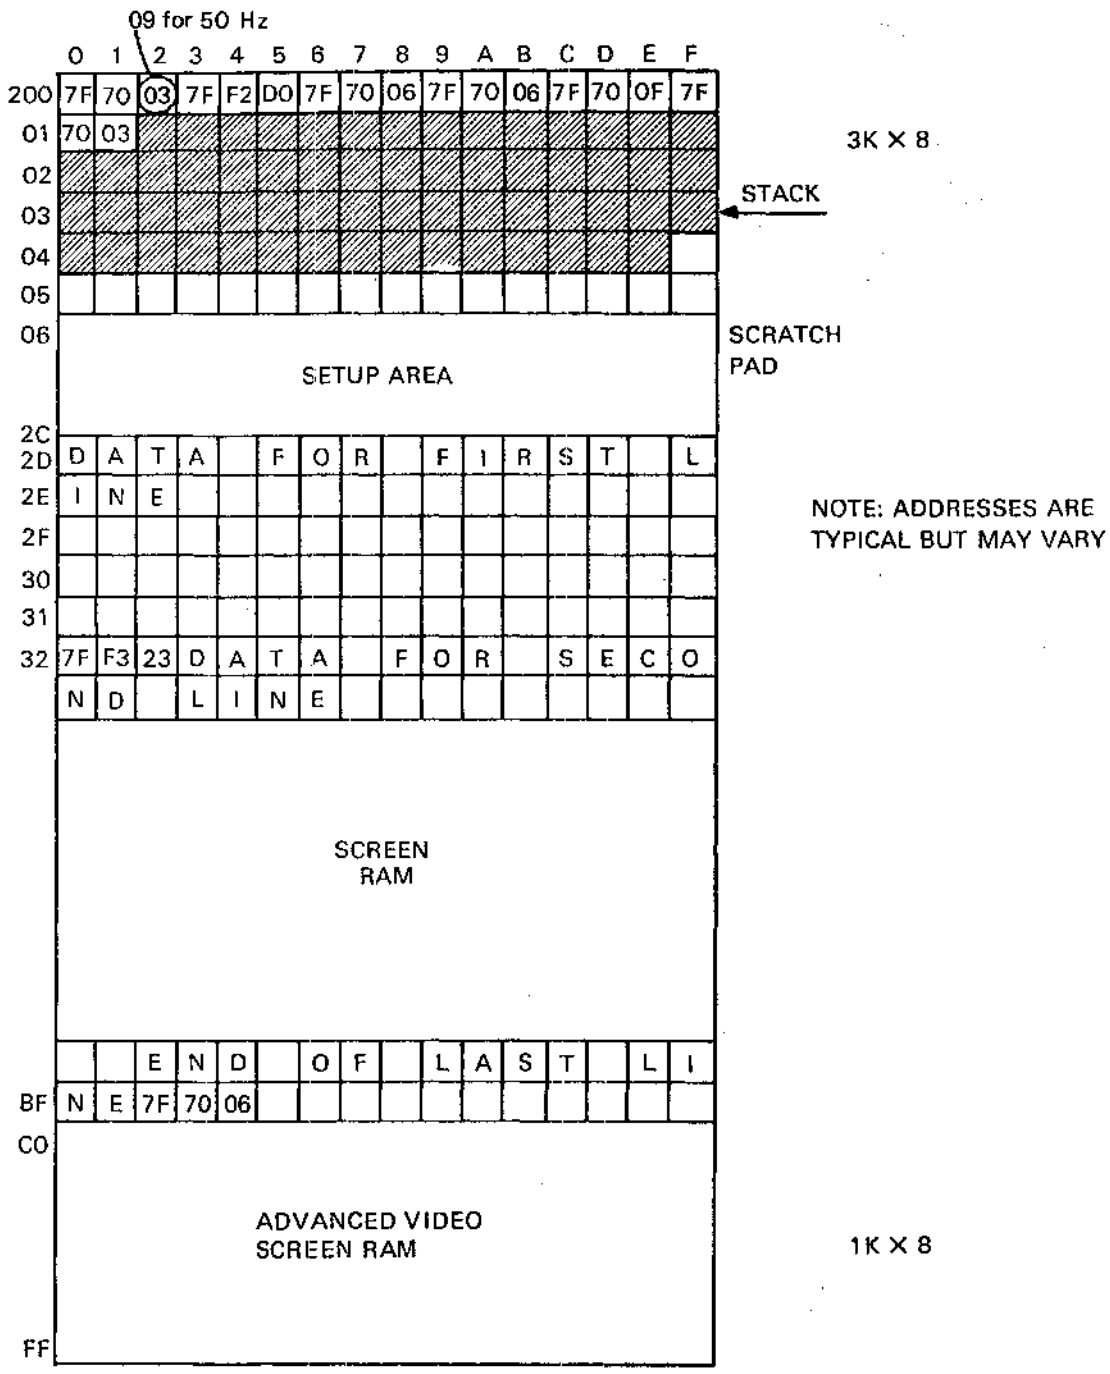 09 for 50 Hz
0 1 2 3 4 5 6 7 8 9 A B C D E F
200 7F 70 03 7F F2 D0 7F 70 06 7F 70 06 7F 70 0F 7F
01 70 03
3K X 8
02
STACK
03
04
05
06
SCRATCH
PAD
SETUP AREA
2C
2D D A T A F O R F I R S T L
2E I N E
NOTE: ADDRESSES ARE
TYPICAL BUT MAY VARY
2F
30
31
32 7F F3 23 D A T A F O R S E C O
N D L I N E
SCREEN
RAM
E N D O F L A S T L I
BF N E 7F 70 06
C0
ADVANCED VIDEO
SCREEN RAM
1K X 8
FF